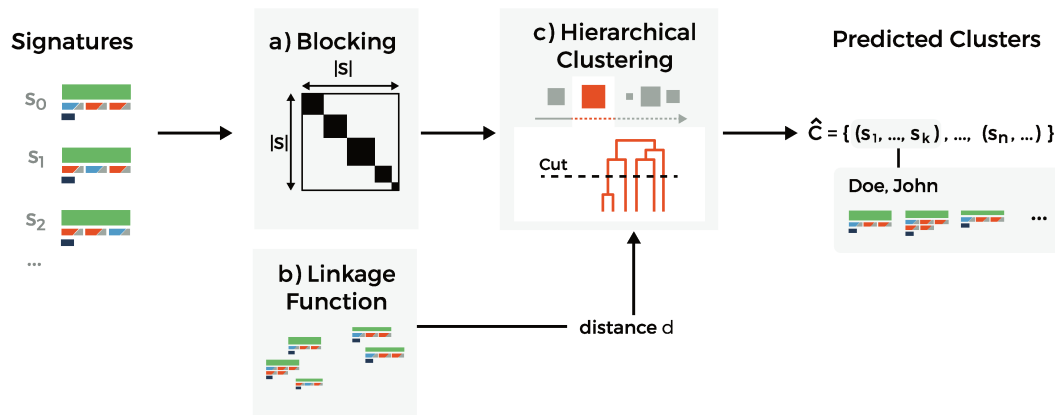 Signatures
s0
s1
s2
...
a) Blocking
|S|
|S|
b) Linkage
Function
distance d
c) Hierarchical
Clustering
Cut
Predicted Clusters
Ĉ = { (s1, ..., sk) , ..., (sn, ...) }
Doe, John
...